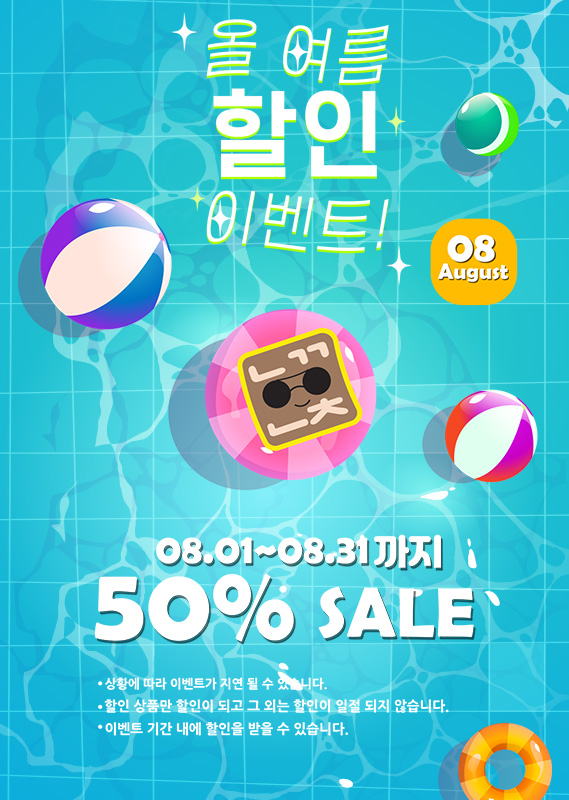 올 여름
할인
이벤트!
08
August
ㄴㄲ
ㄴㅊ
08.01~08.31까지
50% SALE
•상황에 따라 이벤트가 지연 될 수 있습니다.
•할인 상품만 할인이 되고 그 외는 할인이 일절 되지 않습니다.
•이벤트 기간 내에 할인을 받을 수 있습니다.